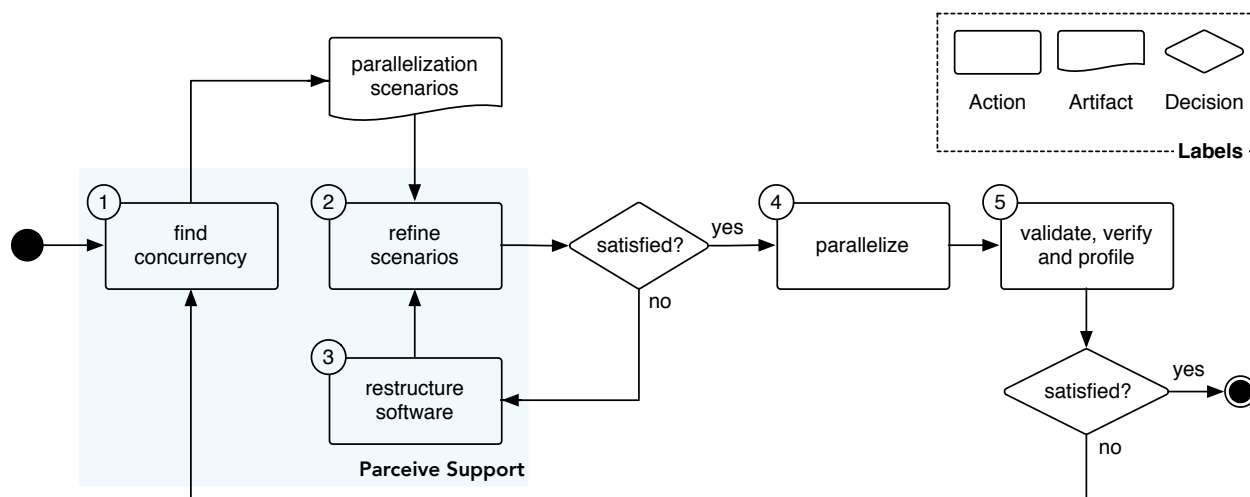 parallelization
scenarios
Action
Artifact
Decision
Labels
1
find
concurrency
2
refine
scenarios
satisfied?
yes
no
4
parallelize
5
validate, verify
and profile
3
restructure
software
Parceive Support
satisfied?
yes
no